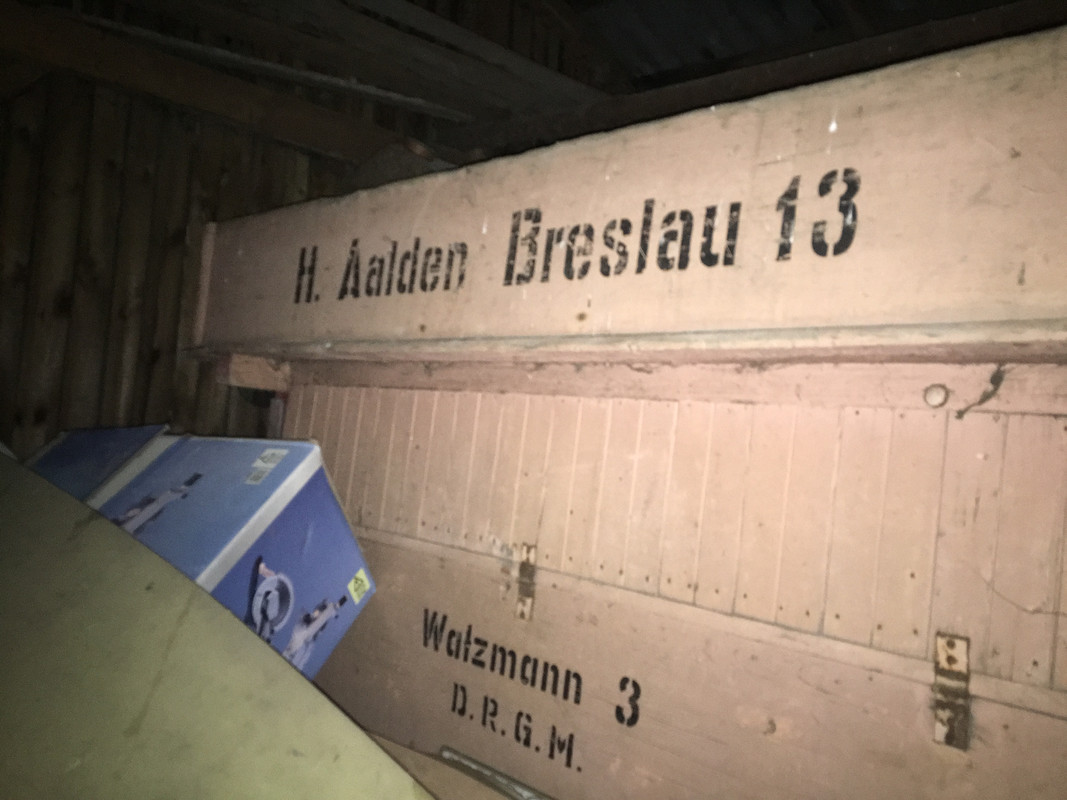 H. Aalden Breslau 13
Watzmann 3
D.R.G.M.